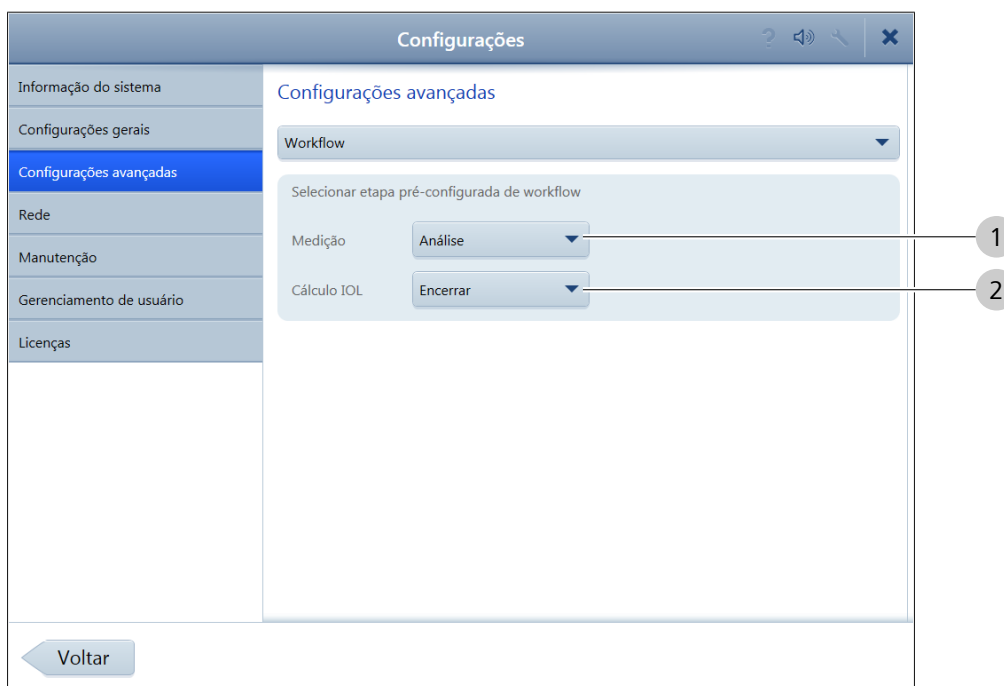 Configurações
?
Informação do sistema
Configurações gerais
Configurações avançadas
Rede
Manutenção
Gerenciamento de usuário
Licenças
Configurações avançadas
Workflow
Selecionar etapa pré-configurada de workflow
Medição Análise
1
Cálculo IOL Encerrar
2
Voltar